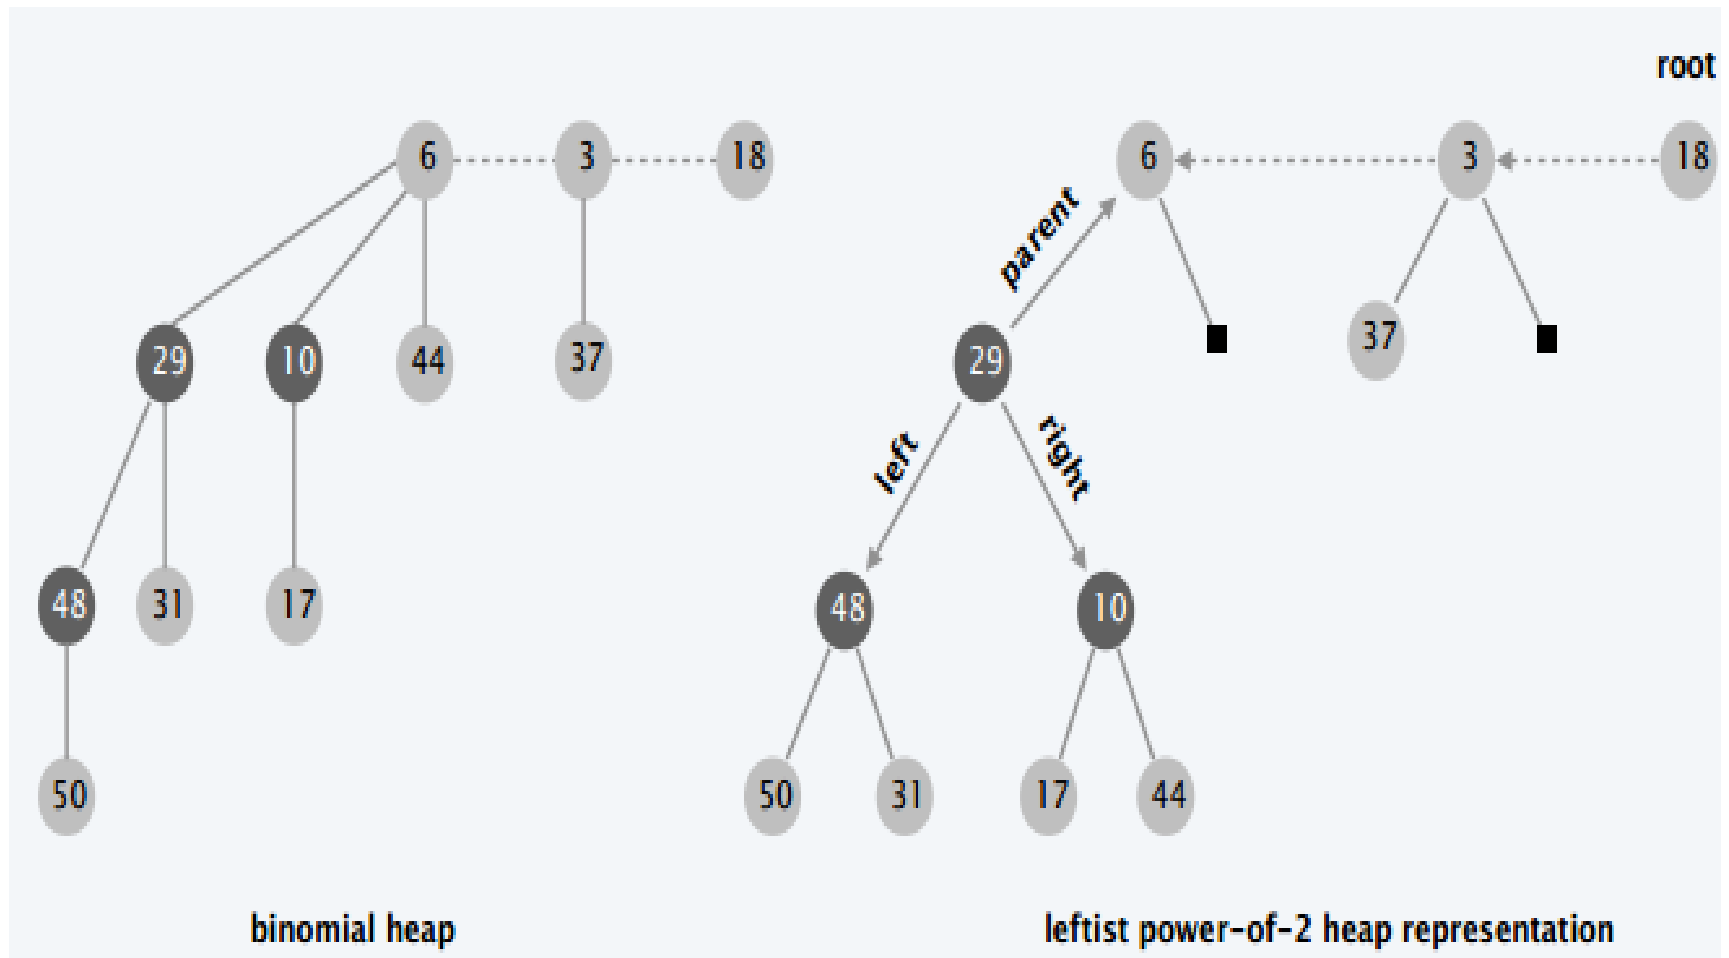 root
6 3 18 6 3 18
parent
29 10 44 37 29 37
left right
48 31 17 48 10
50 50 31 17 44
binomial heap leftist power-of-2 heap representation